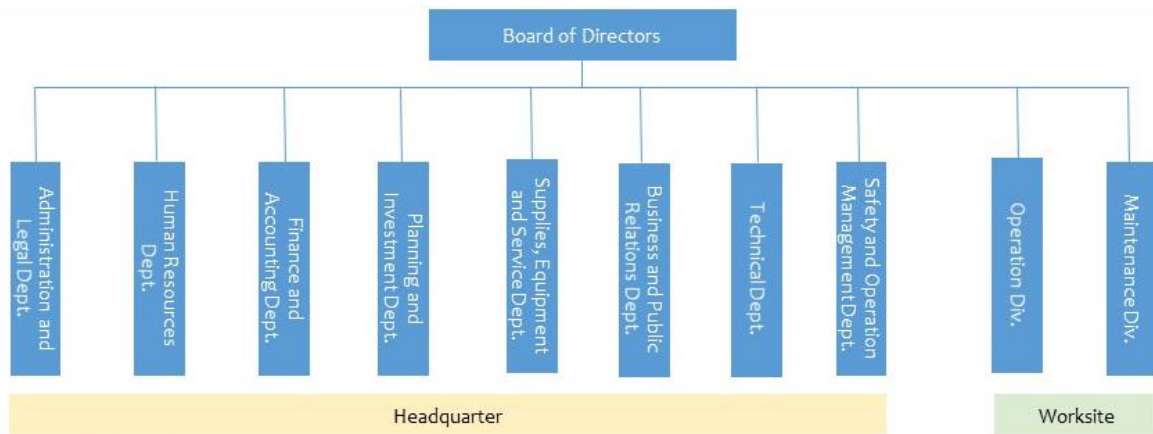 Board of Directors
Administration and
Legal Dept.
Human Resources
Dept.
Finance and
Accounting Dept.
Planning and
Investment Dept.
Supplies, Equipment
and Service Dept.
Business and Public
Relations Dept.
Technical Dept.
Safety and Operation
Management Dept.
Operation Div.
Maintenance Div.
Headquarter
Worksite